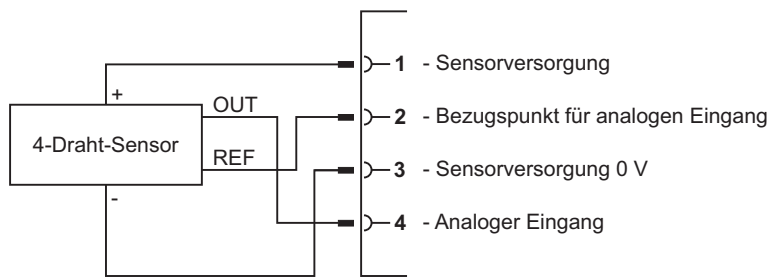 1 - Sensorversorgung
+
OUT
2 - Bezugspunkt für analogen Eingang
4-Draht-Sensor
REF
3 - Sensorversorgung 0 V
-
4 - Analoger Eingang